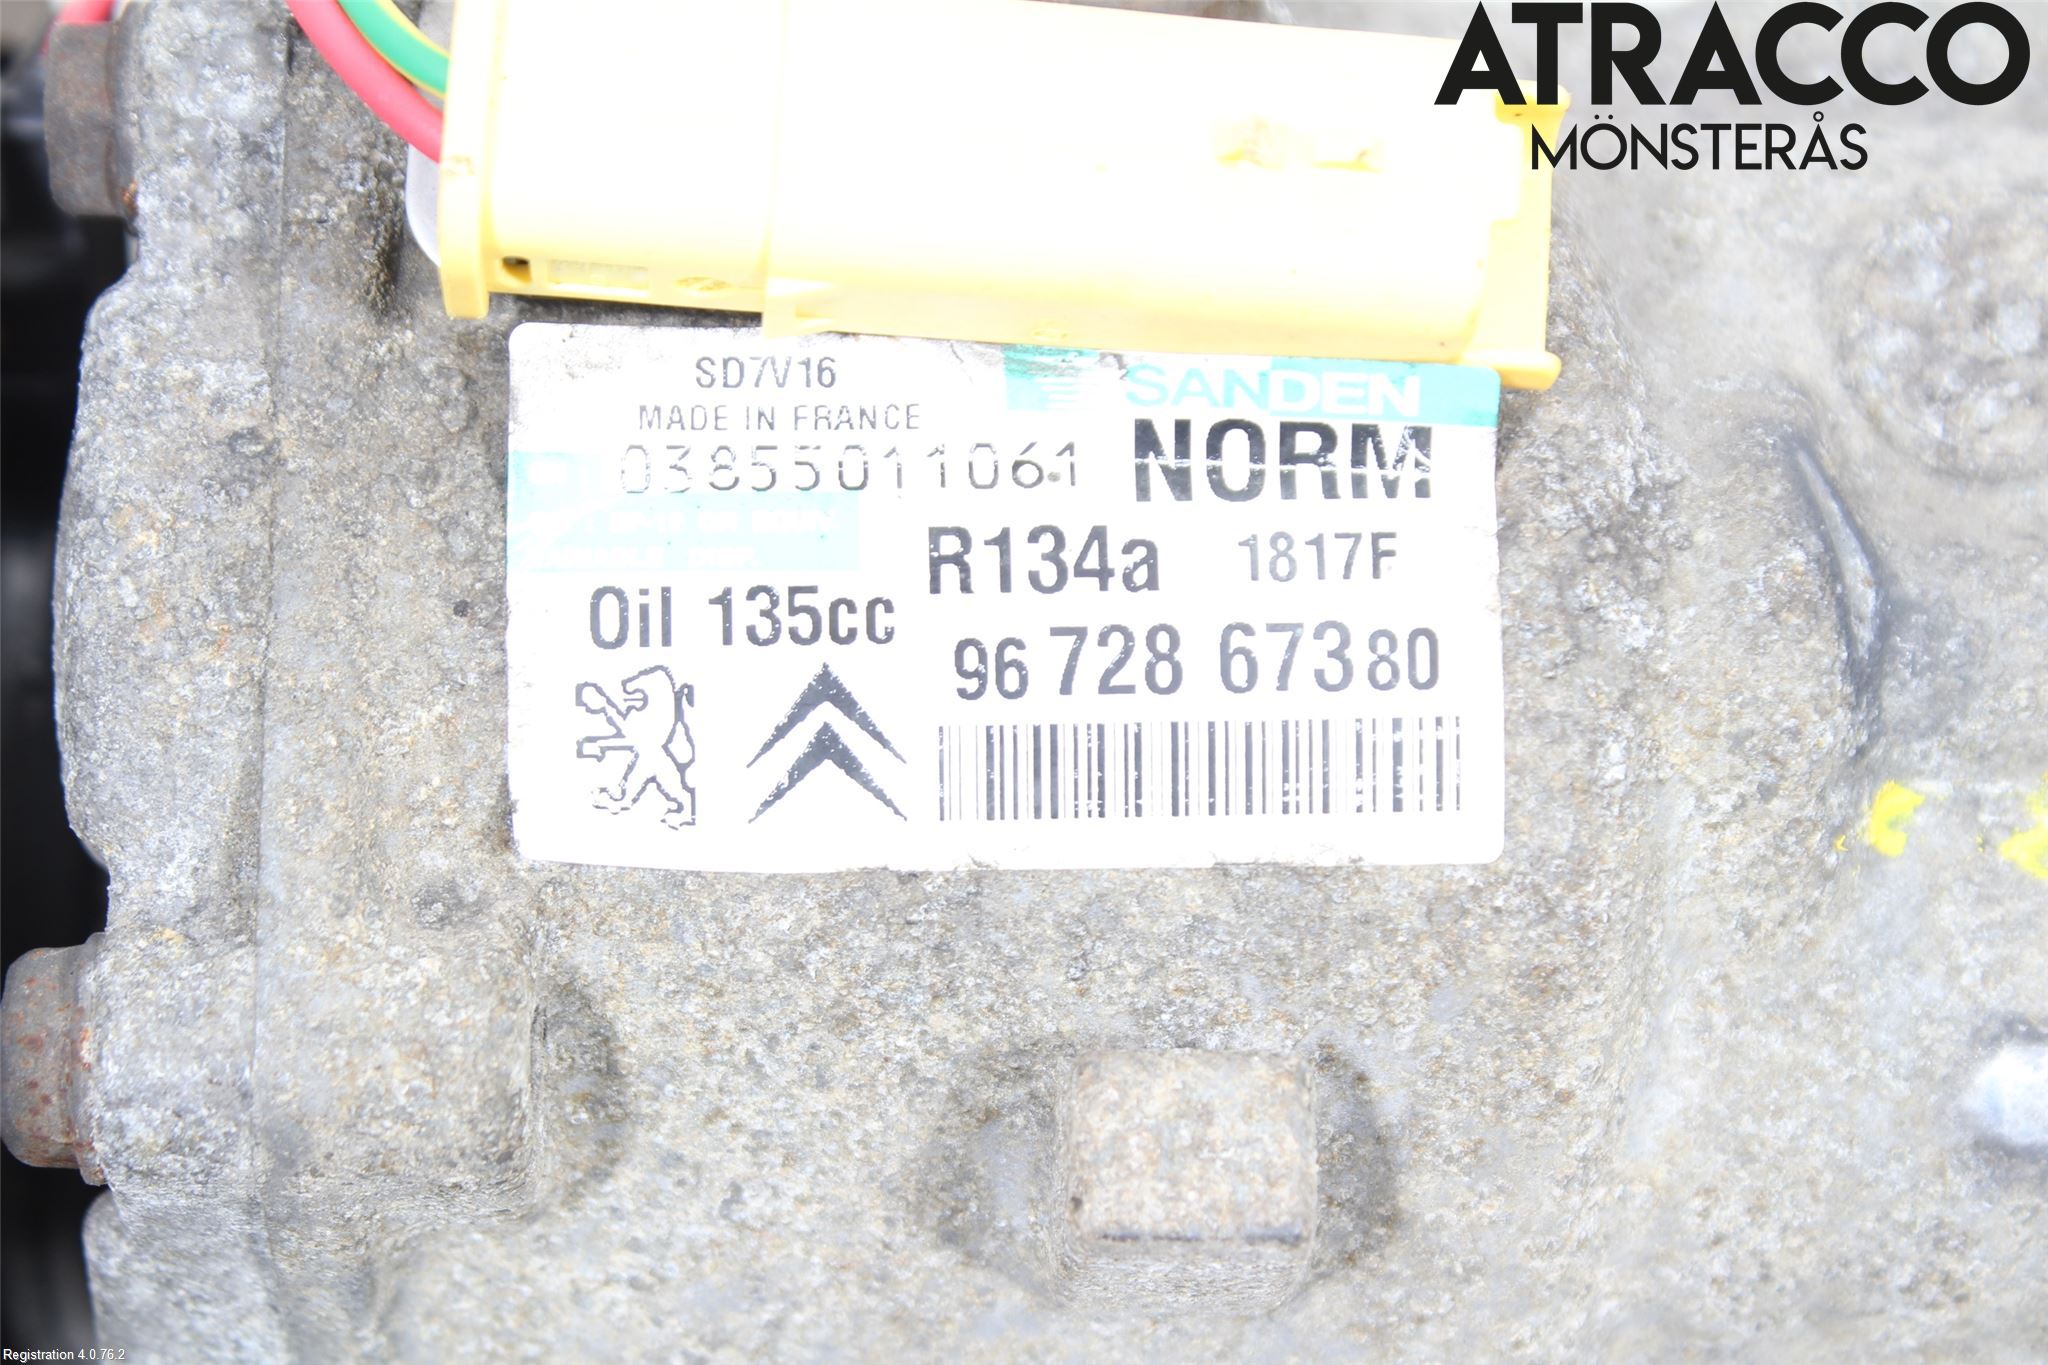 ATRACCO
MÖNSTERÅS
SD7V16
MADE IN FRANCE
SANDEN
03855011061
NORM
R134a 1817F
Oil 135cc
96 728 673 80
Registration 4.0.76.2